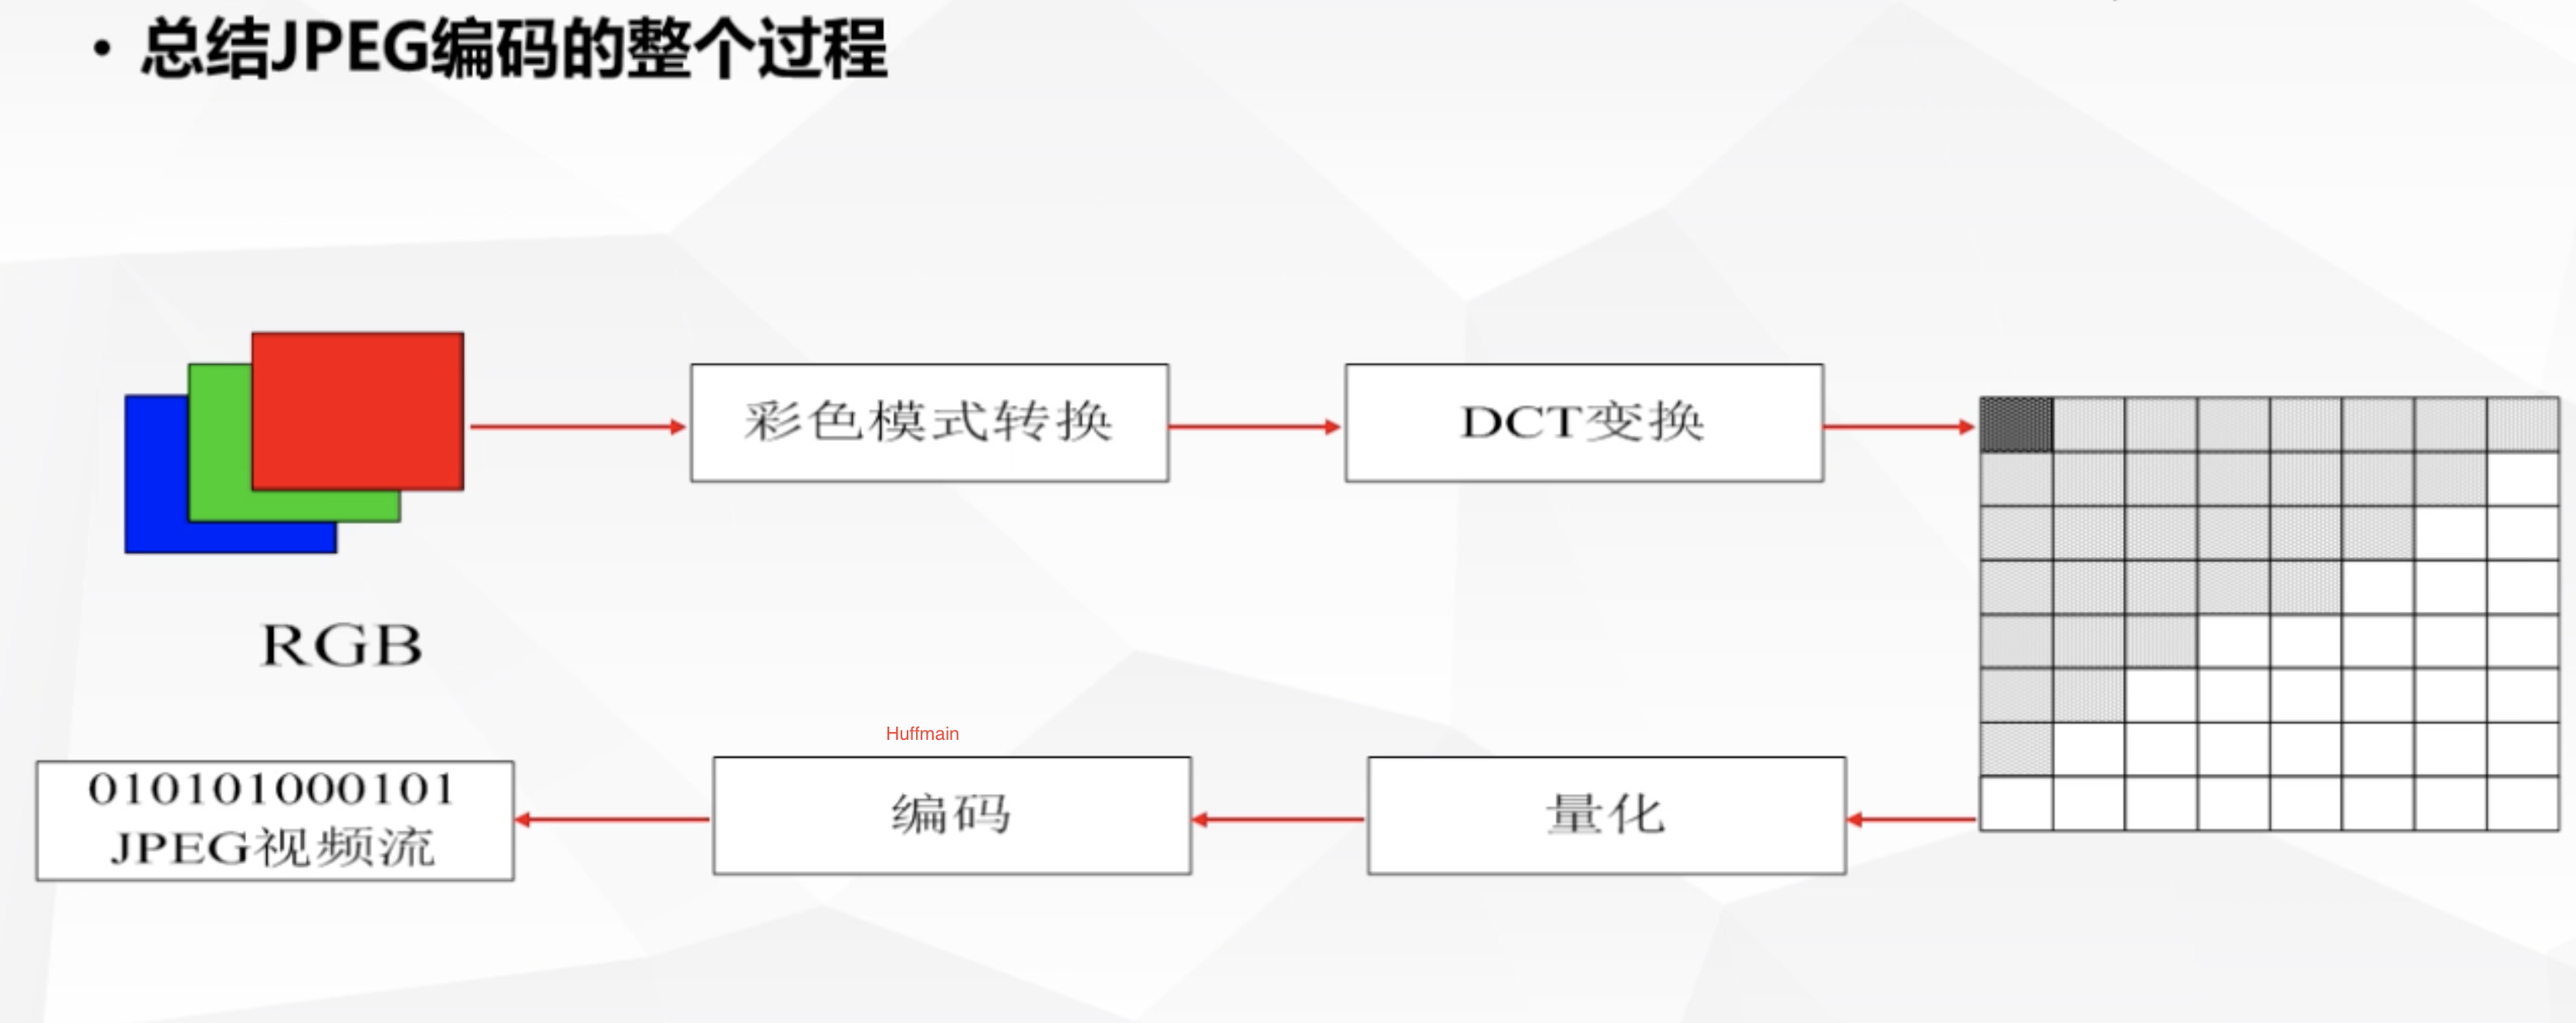 • 总结JPEG编码的整个过程
彩色模式转换
DCT变换
RGB
Huffmain
010101000101
JPEG视频流
编码
量化